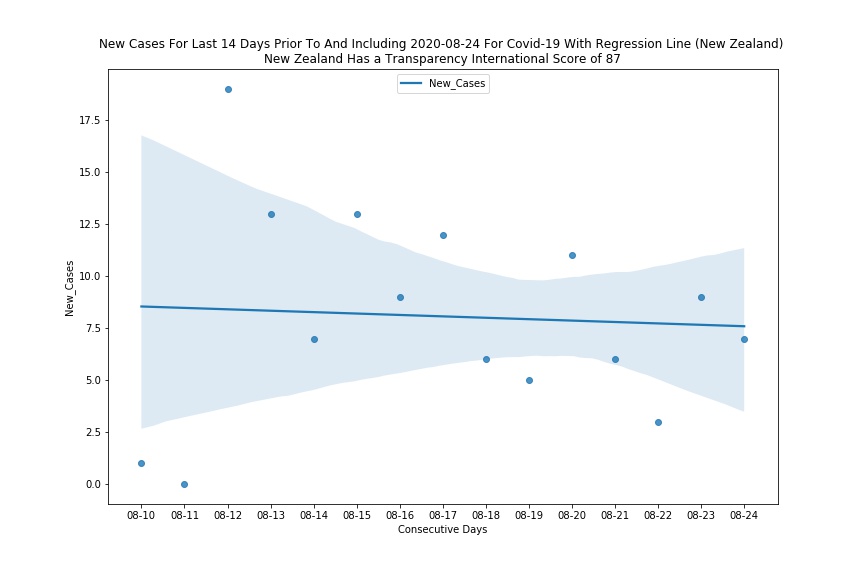 New Cases For Last 14 Days Prior To And Including 2020-08-24 For Covid-19 With Regression Line (New Zealand)
New Zealand Has a Transparency International Score of 87
New_Cases
17.5
15.0
12.5
10.0
7.5
5.0
2.5
0.0
New_Cases
08-10 08-11 08-12 08-13 08-14 08-15 08-16 08-17 08-18 08-19 08-20 08-21 08-22 08-23 08-24
Consecutive Days